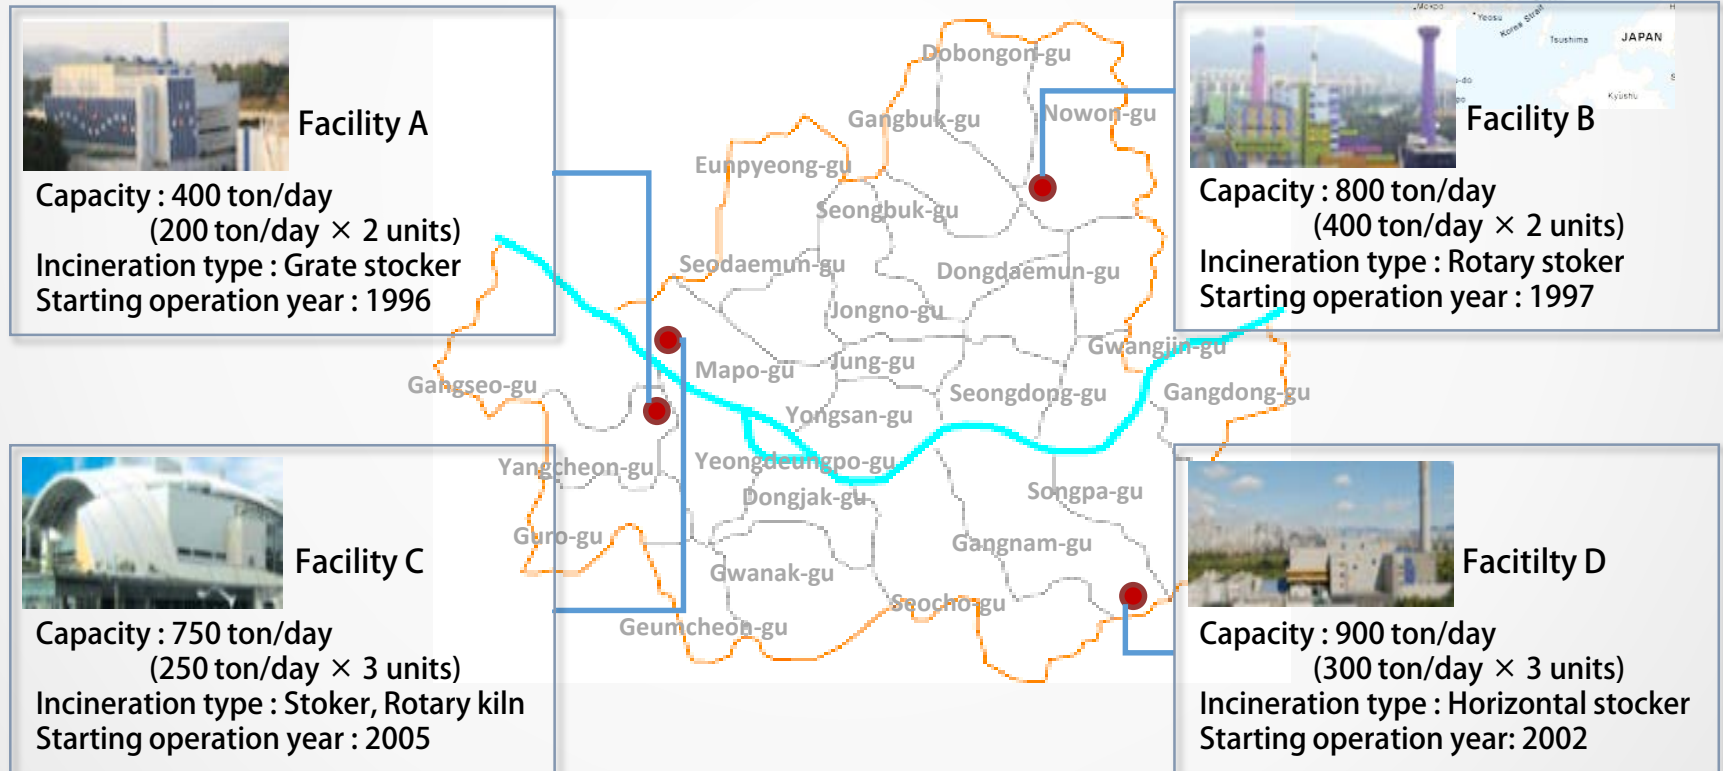 Facility A
Capacity : 400 ton/day
(200 ton/day × 2 units)
Incineration type : Grate stocker
Starting operation year : 1996
Facility B
Capacity : 800 ton/day
(400 ton/day × 2 units)
Incineration type : Rotary stoker
Starting operation year : 1997
Mokpo
Yeosu
Korea Strait
Tsushima
JAPAN
Kyushu
Dobongon-gu
Gangbuk-gu
Nowon-gu
Eunpyeong-gu
Seongbuk-gu
Seodaemun-gu
Dongdaemun-gu
Jongno-gu
Gwangjin-gu
Mapo-gu
Jung-gu
Gangseo-gu
Seongdong-gu
Gangdong-gu
Yongsan-gu
Yangcheon-gu
Yeongdeungpo-gu
Dongjak-gu
Songpa-gu
Guro-gu
Gangnam-gu
Gwanak-gu
Seocho-gu
Geumcheon-gu
Facility C
Capacity : 750 ton/day
(250 ton/day × 3 units)
Incineration type : Stoker, Rotary kiln
Starting operation year : 2005
Facitilty D
Capacity : 900 ton/day
(300 ton/day × 3 units)
Incineration type : Horizontal stocker
Starting operation year: 2002